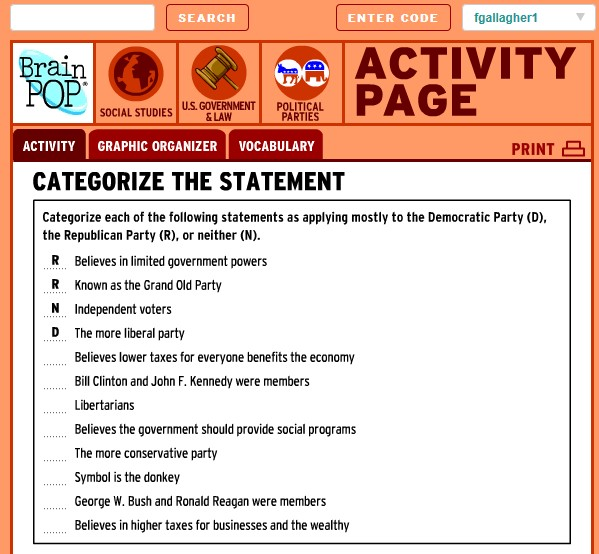 SEARCH
ENTER CODE
fgallagher1
Brain
POP
SOCIAL STUDIES
U.S. GOVERNMENT
& LAW
POLITICAL
PARTIES
ACTIVITY
PAGE
ACTIVITY
GRAPHIC ORGANIZER
VOCABULARY
PRINT
CATEGORIZE THE STATEMENT
Categorize each of the following statements as applying mostly to the Democratic Party (D),
the Republican Party (R), or neither (N).
R Believes in limited government powers
R Known as the Grand Old Party
N Independent voters
D The more liberal party
Believes lower taxes for everyone benefits the economy
Bill Clinton and John F. Kennedy were members
Libertarians
Believes the government should provide social programs
The more conservative party
Symbol is the donkey
George W. Bush and Ronald Reagan were members
Believes in higher taxes for businesses and the wealthy